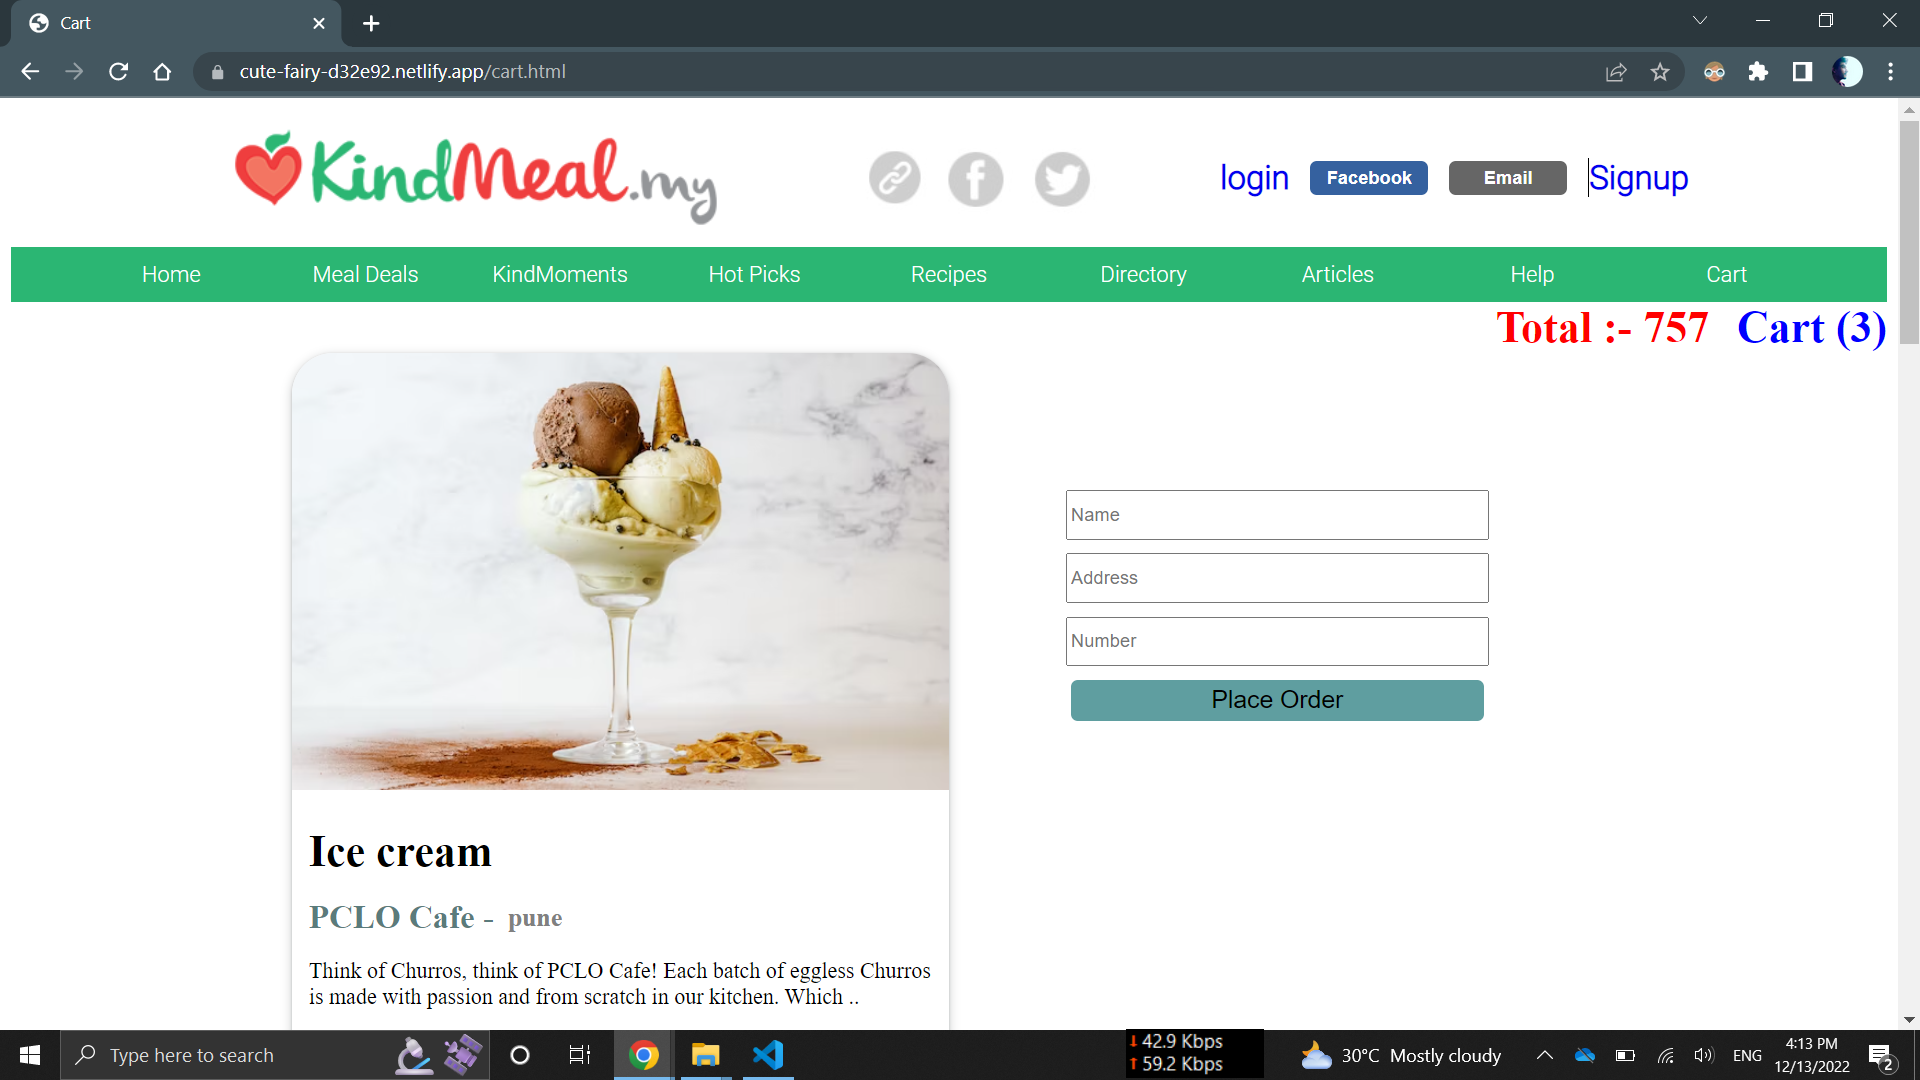 Cart
cute-fairy-d32e92.netlify.app/cart.html
KindMeal.my
login Facebook Email Signup
Home Meal Deals KindMoments Hot Picks Recipes Directory Articles Help Cart
Total :- 757 Cart (3)
Name
Address
Number
Place Order
Ice cream
PCLO Cafe - pune
Think of Churros, think of PCLO Cafe! Each batch of eggless Churros
is made with passion and from scratch in our kitchen. Which ..
Type here to search
42.9 Kbps
59.2 Kbps
30°C Mostly cloudy
ENG
4:13 PM
12/13/2022
2